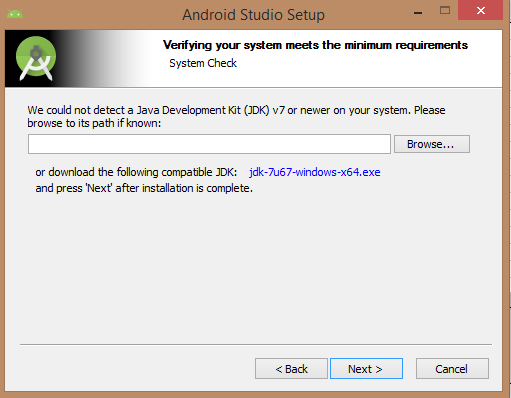 Android Studio Setup
Verifying your system meets the minimum requirements
System Check
We could not detect a Java Development Kit (JDK) v7 or newer on your system. Please
browse to its path if known:
Browse...
or download the following compatible JDK: jdk-7u67-windows-x64.exe
and press 'Next' after installation is complete.
< Back Next > Cancel